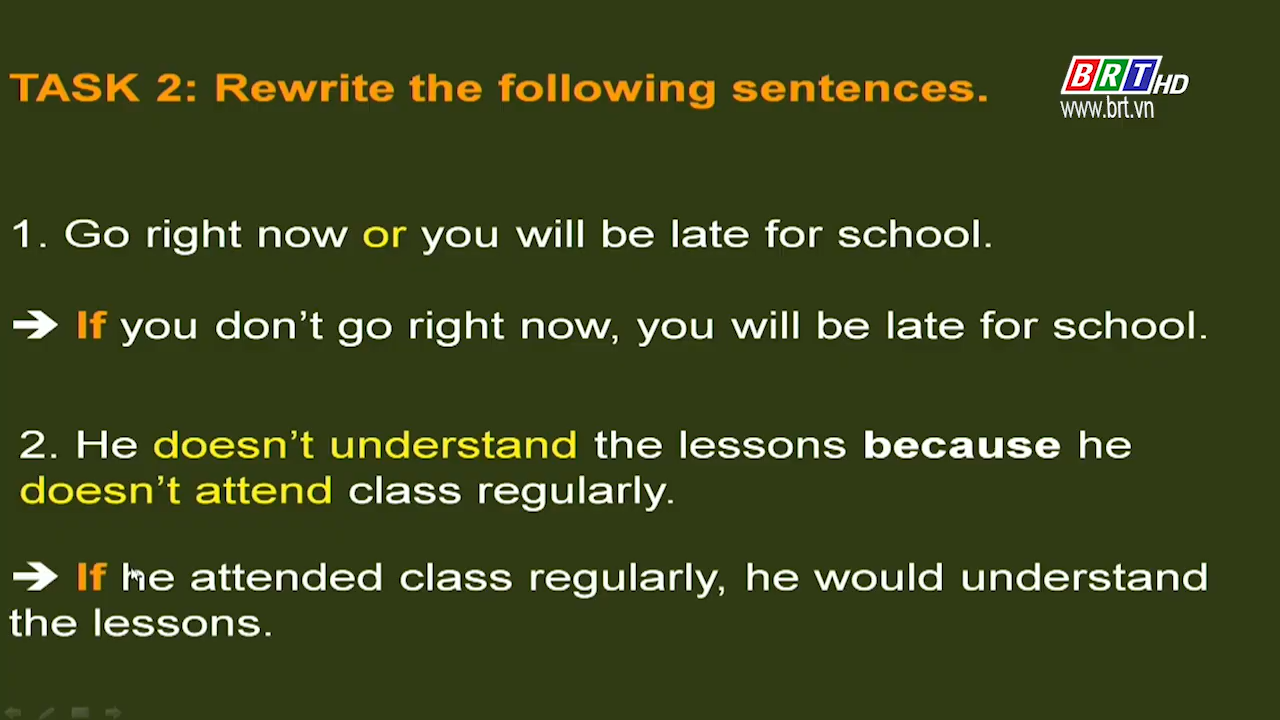 TASK 2: Rewrite the following sentences.
BRT HD
www.brt.vn
1. Go right now or you will be late for school.
➔ If you don’t go right now, you will be late for school.
2. He doesn’t understand the lessons because he
doesn’t attend class regularly.
➔ If he attended class regularly, he would understand
the lessons.